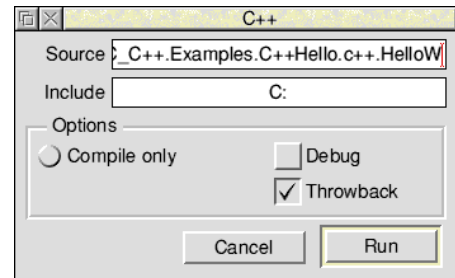 C++
Source C_C++.Examples.C++Hello.c++.HelloW
Include C:
Options
Compile only
Debug
Throwback
Cancel
Run